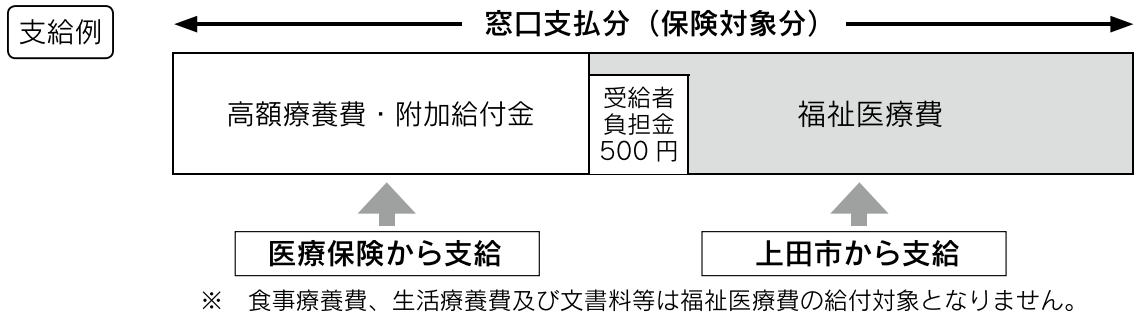 支給例
窓口支払分（保険対象分）
高額療養費・附加給付金
受給者
負担金
500 円
福祉医療費
医療保険から支給
上田市から支給
※　食事療養費、生活療養費及び文書料等は福祉医療費の給付対象となりません。